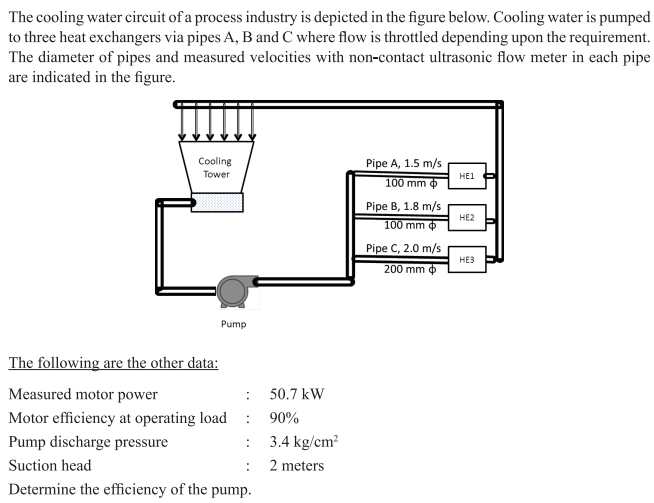 The cooling water circuit of a process industry is depicted in the figure below. Cooling water is pumped
to three heat exchangers via pipes A, B and C where flow is throttled depending upon the requirement.
The diameter of pipes and measured velocities with non-contact ultrasonic flow meter in each pipe
are indicated in the figure.
Cooling
Tower
Pipe A, 1.5 m/s
100 mm ϕ
HE1
Pipe B, 1.8 m/s
100 mm ϕ
HE2
Pipe C, 2.0 m/s
200 mm ϕ
HE3
Pump
The following are the other data:
Measured motor power : 50.7 kW
Motor efficiency at operating load : 90%
Pump discharge pressure : 3.4 kg/cm²
Suction head : 2 meters
Determine the efficiency of the pump.